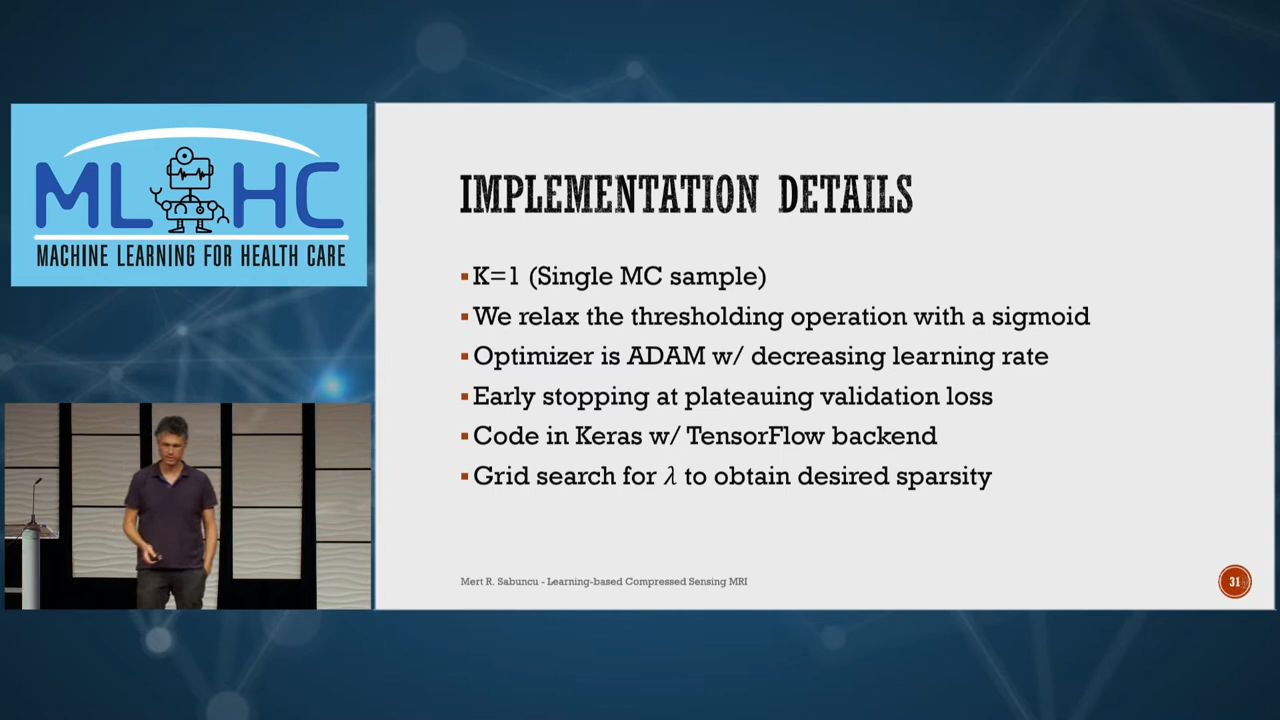 ML HC
MACHINE LEARNING FOR HEALTH CARE
IMPLEMENTATION DETAILS
▪K=1 (Single MC sample)
▪We relax the thresholding operation with a sigmoid
▪Optimizer is ADAM w/ decreasing learning rate
▪Early stopping at plateauing validation loss
▪Code in Keras w/ TensorFlow backend
▪Grid search for λ to obtain desired sparsity
Mert R. Sabuncu - Learning-based Compressed Sensing MRI
31